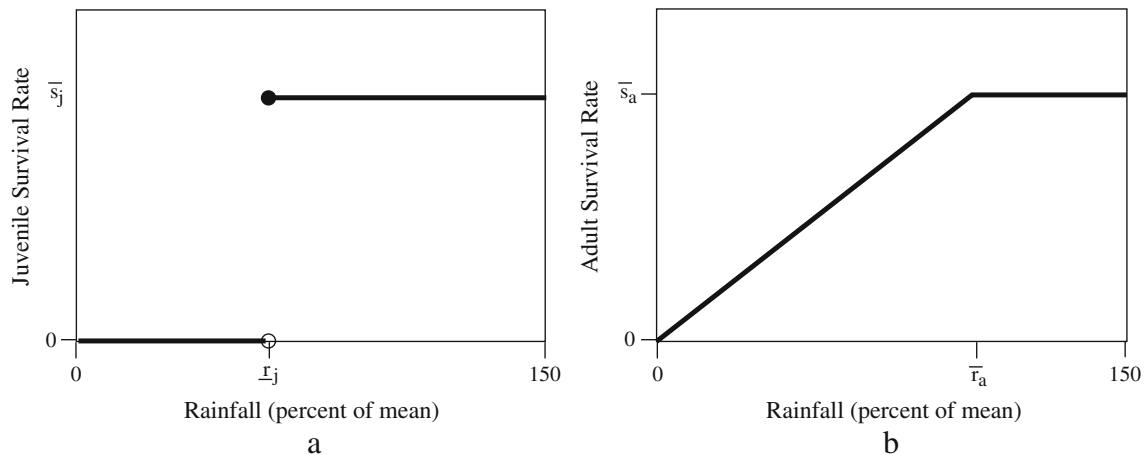 Juvenile Survival Rate
s̅j
0
0
r̲j
150
Rainfall (percent of mean)
a
Adult Survival Rate
s̅a
0
0
r̅a
150
Rainfall (percent of mean)
b